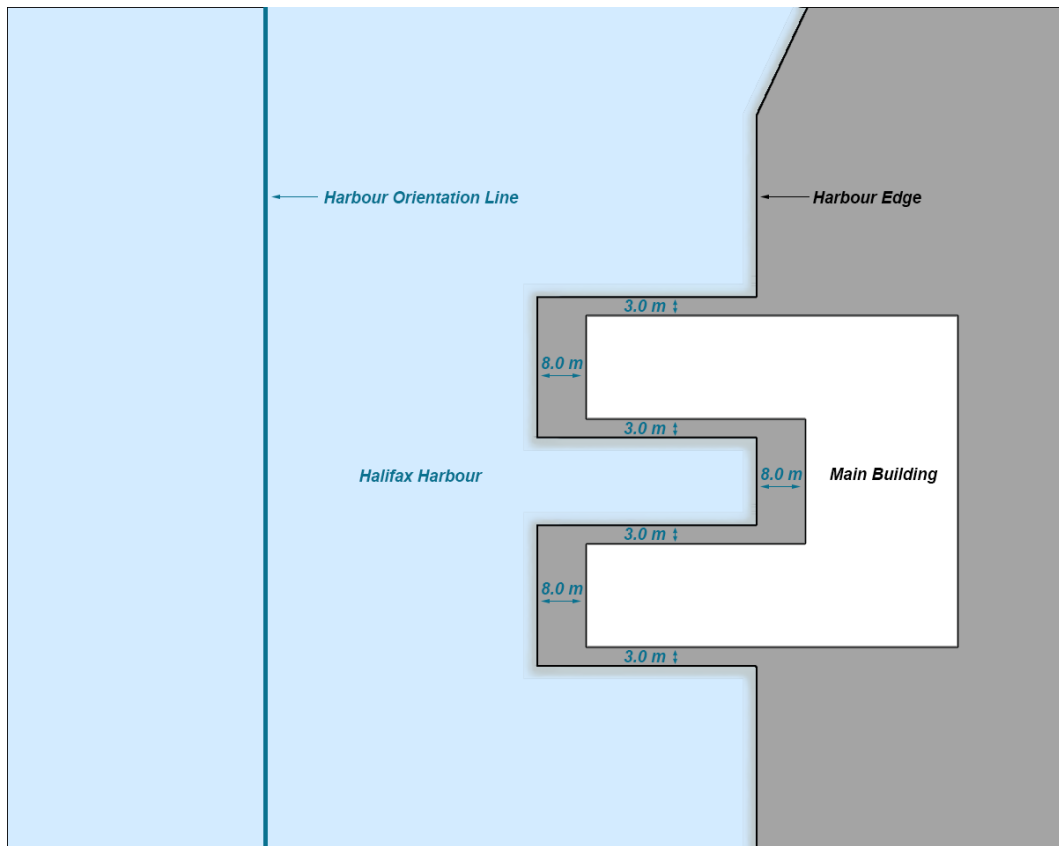 Harbour Orientation Line
Harbour Edge
3.0 m
8.0 m
3.0 m
Halifax Harbour
8.0 m
Main Building
3.0 m
8.0 m
3.0 m